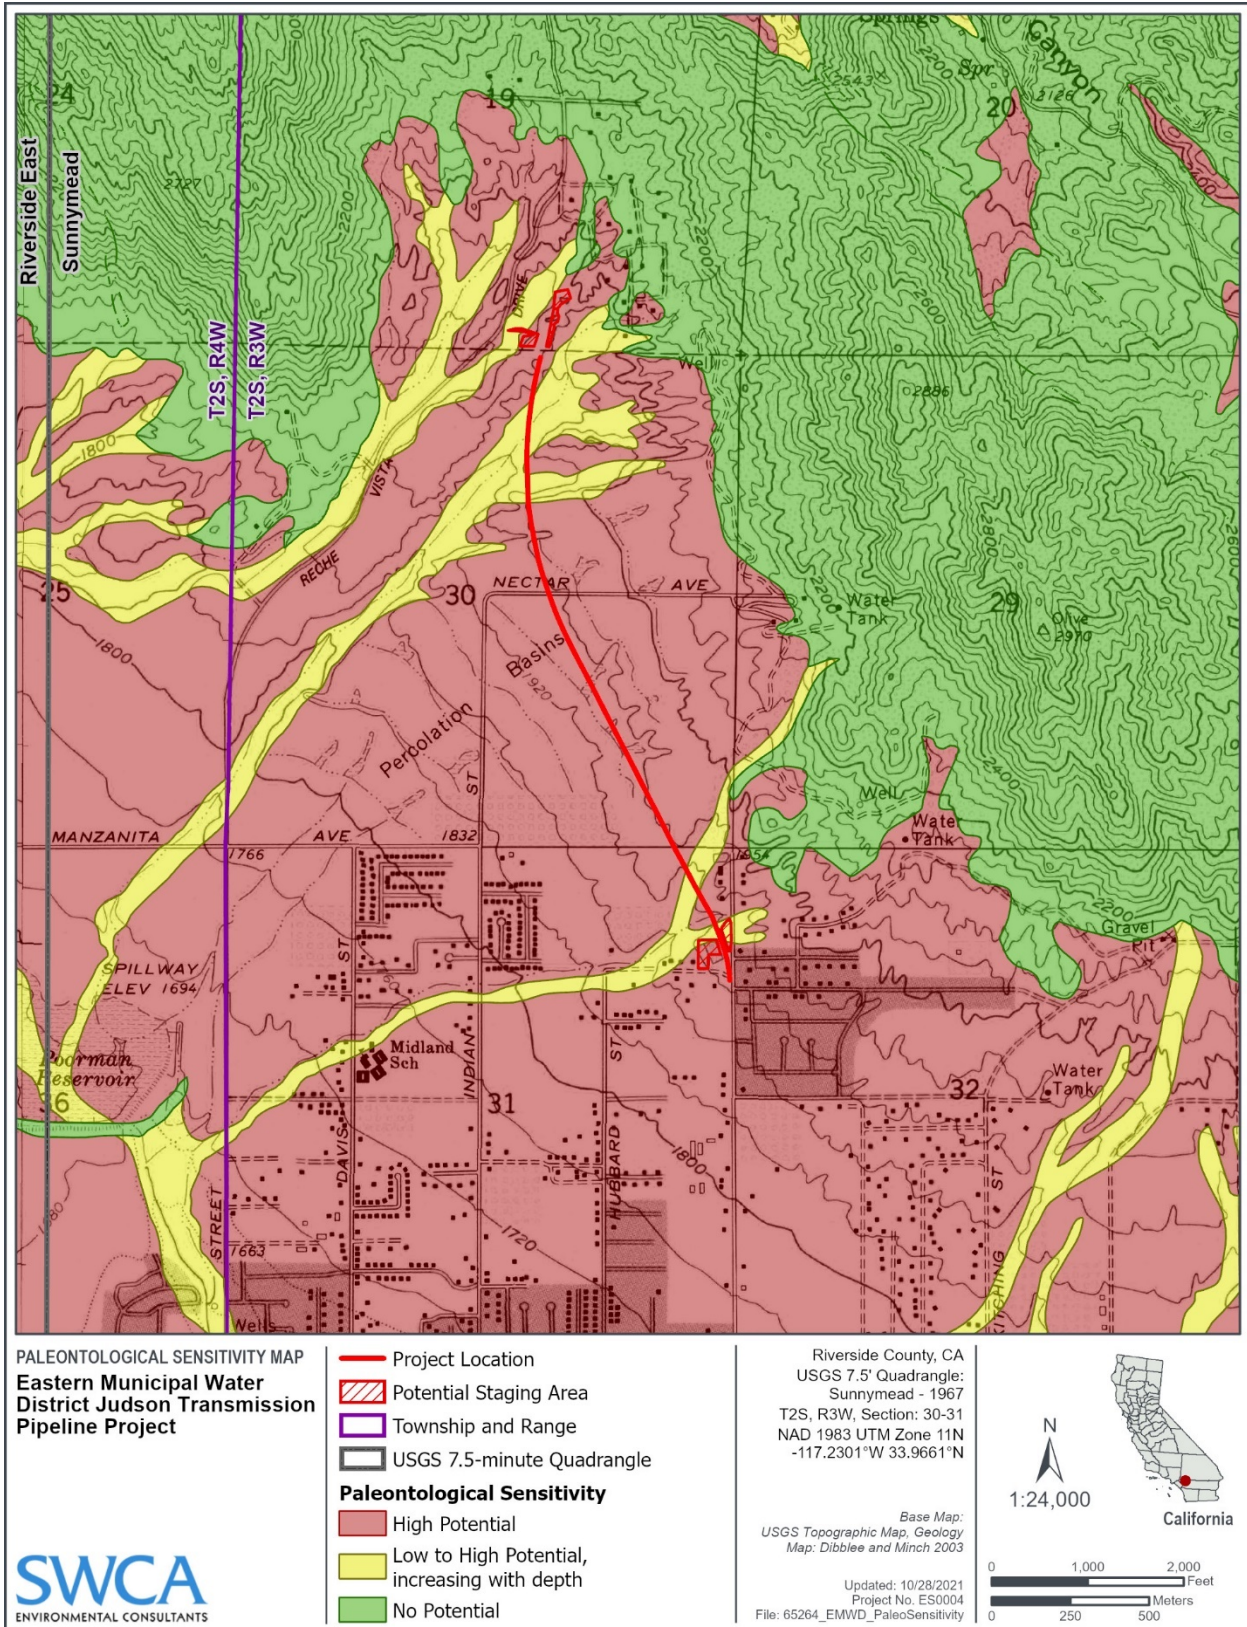 Springs
Canyon
2200
2543
Spr
2126
24
19
20
Riverside East
Sunnymead
2727
2200
2200
2200
2600
DRIVE
T2S, R4W
T2S, R3W
Well
2886
1800
VISTA
2800
2600
RECHE
25
30
NECTAR AVE
29
Water
Tank
Olive
2970
1800
Basins
1920
Percolation
ST
2400
Well
Water
Tank
MANZANITA AVE 1832
1766
1954
2200
Gravel
Pit
ST
SPILLWAY
ELEV 1694
Poorman
Reservoir
Midland
Sch
INDIAN
ST
Water
Tank
36
31
32
DAVIS
HUBBARD
1800
ST
STREET
1680
1663
1720
KITCHING
Wells
PALEONTOLOGICAL SENSITIVITY MAP
Eastern Municipal Water
District Judson Transmission
Pipeline Project
SWCA
ENVIRONMENTAL CONSULTANTS
Project Location
Potential Staging Area
Township and Range
USGS 7.5-minute Quadrangle
Paleontological Sensitivity
High Potential
Low to High Potential,
increasing with depth
No Potential
Riverside County, CA
USGS 7.5' Quadrangle:
Sunnymead - 1967
T2S, R3W, Section: 30-31
NAD 1983 UTM Zone 11N
-117.2301°W 33.9661°N
Base Map:
USGS Topographic Map, Geology
Map: Dibblee and Minch 2003
Updated: 10/28/2021
Project No. ES0004
File: 65264_EMWD_PaleoSensitivity
N
1:24,000
California
0 1,000 2,000
Feet
Meters
0 250 500